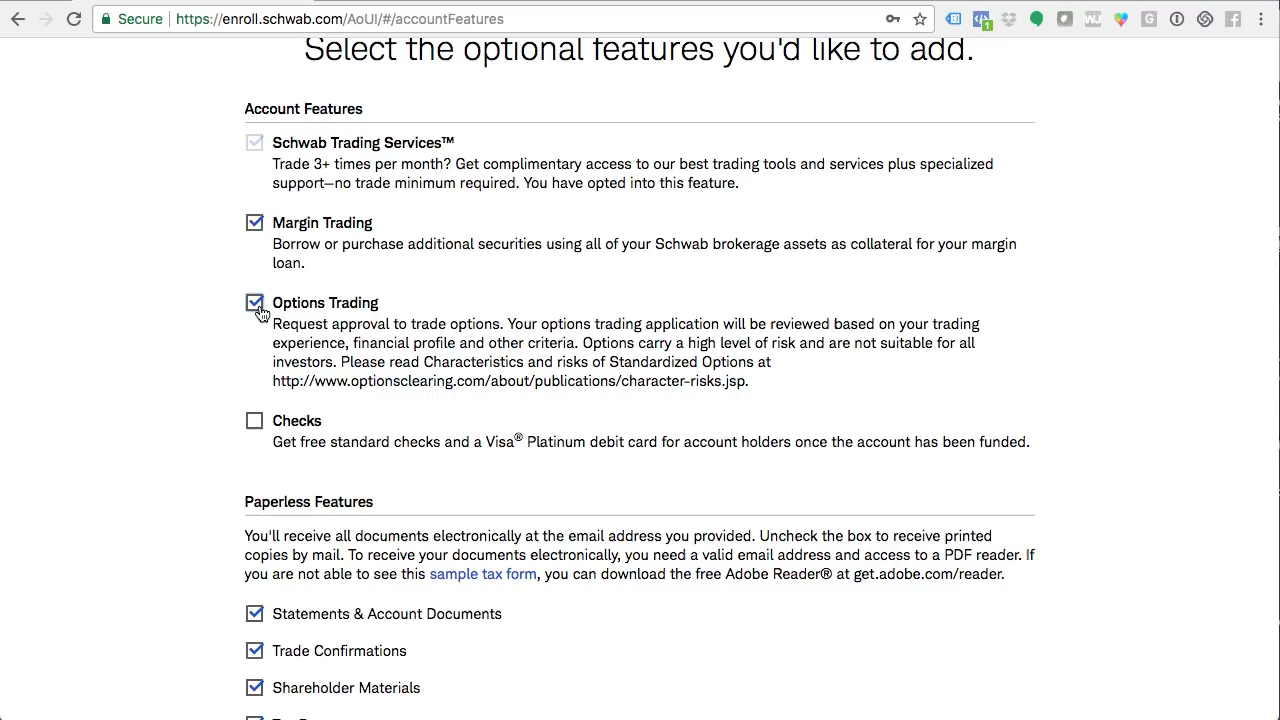 Secure
https://enroll.schwab.com/AoUI/#/accountFeatures
1
WJ
G
Select the optional features you'd like to add.
Account Features
Schwab Trading Services™
Trade 3+ times per month? Get complimentary access to our best trading tools and services plus specialized
support—no trade minimum required. You have opted into this feature.
Margin Trading
Borrow or purchase additional securities using all of your Schwab brokerage assets as collateral for your margin
loan.
Options Trading
Request approval to trade options. Your options trading application will be reviewed based on your trading
experience, financial profile and other criteria. Options carry a high level of risk and are not suitable for all
investors. Please read Characteristics and risks of Standardized Options at
http://www.optionsclearing.com/about/publications/character-risks.jsp.
Checks
Get free standard checks and a Visa® Platinum debit card for account holders once the account has been funded.
Paperless Features
You'll receive all documents electronically at the email address you provided. Uncheck the box to receive printed
copies by mail. To receive your documents electronically, you need a valid email address and access to a PDF reader. If
you are not able to see this sample tax form, you can download the free Adobe Reader® at get.adobe.com/reader.
Statements & Account Documents
Trade Confirmations
Shareholder Materials